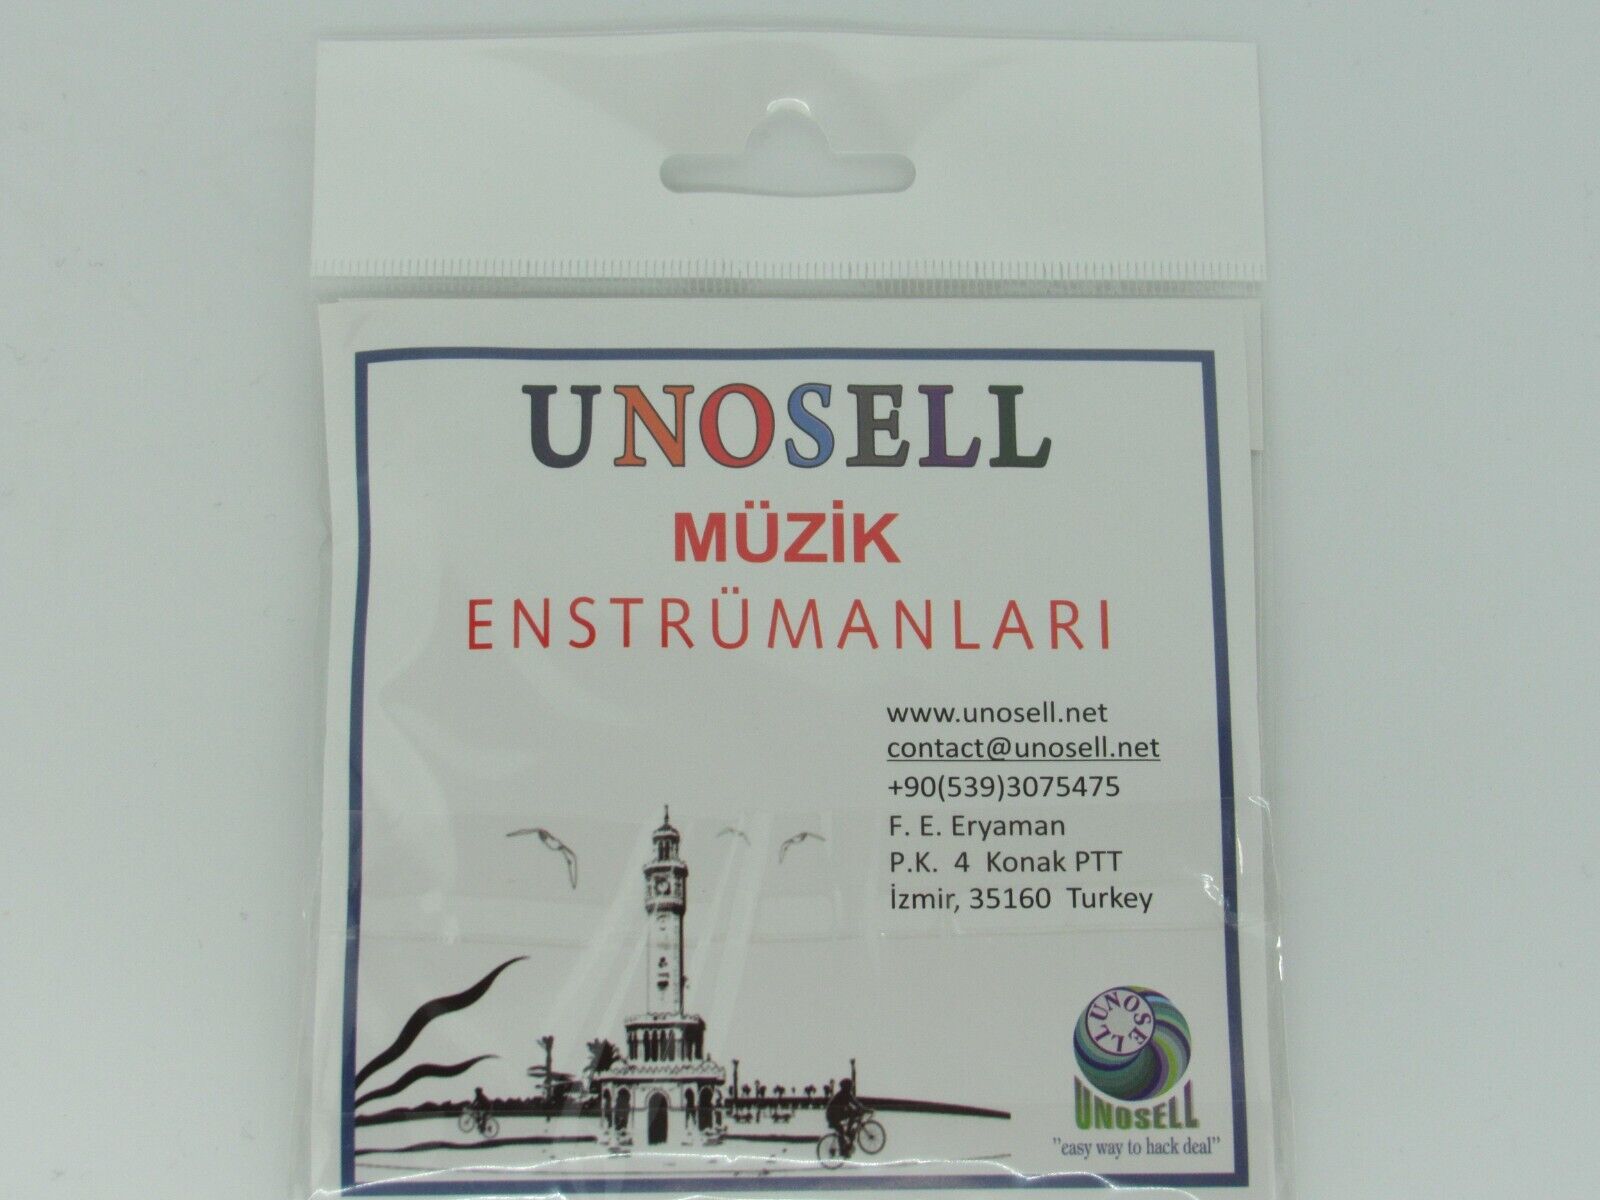 UNOSELL
MÜZİK
ENSTRÜMANLARI
www.unosell.net
contact@unosell.net
+90(539)3075475
F. E. Eryaman
P.K.  4  Konak PTT
İzmir, 35160  Turkey
UNOSELL
UNOSELL
"easy way to hack deal"